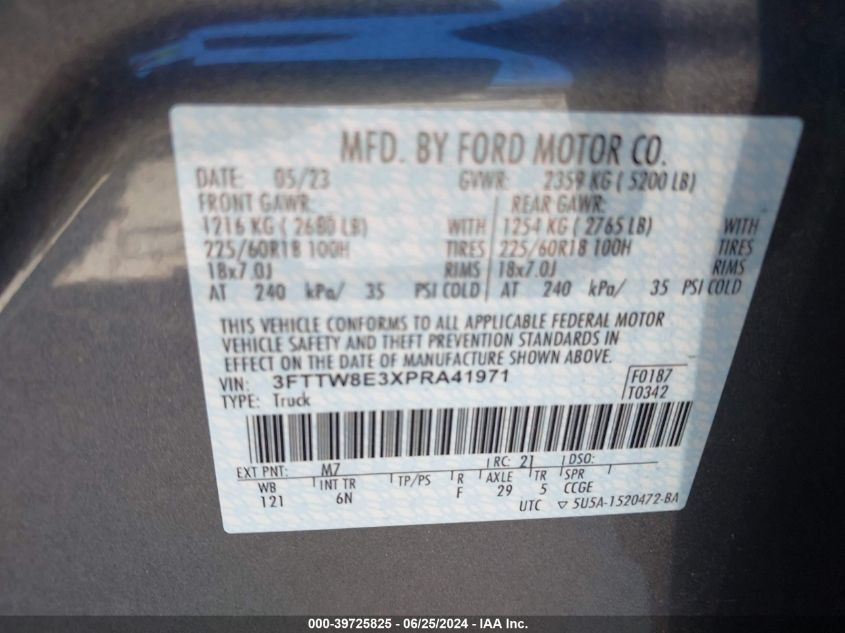 MFD. BY FORD MOTOR CO.
DATE: 05/23 GVWR: 2359 KG ( 5200 LB)
FRONT GAWR: REAR GAWR:
1216 KG ( 2680 LB) WITH 1254 KG ( 2765 LB) WITH
225/60R18 100H TIRES 225/60R18 100H TIRES
18x7.0J RIMS 18x7.0J RIMS
AT 240 kPa/ 35 PSI COLD AT 240 kPa/ 35 PSI COLD
THIS VEHICLE CONFORMS TO ALL APPLICABLE FEDERAL MOTOR
VEHICLE SAFETY AND THEFT PREVENTION STANDARDS IN
EFFECT ON THE DATE OF MANUFACTURE SHOWN ABOVE.
VIN: 3FTTW8E3XPRA41971 F0187
TYPE: Truck T0342
EXT PNT: M7 RC: 21 DSO:
WB INT TR TP/PS R AXLE TR SPR
121 6N F 29 5 CCGE
UTC ▽ 5U5A-1520472-BA
000-39725825 - 06/25/2024 - IAA Inc.